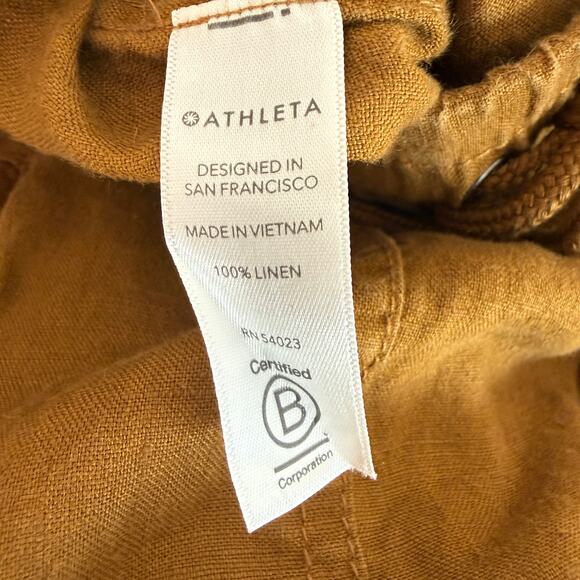 ATHLETA
DESIGNED IN
SAN FRANCISCO
MADE IN VIETNAM
100% LINEN
RN 54023
Certified
B
Corporation